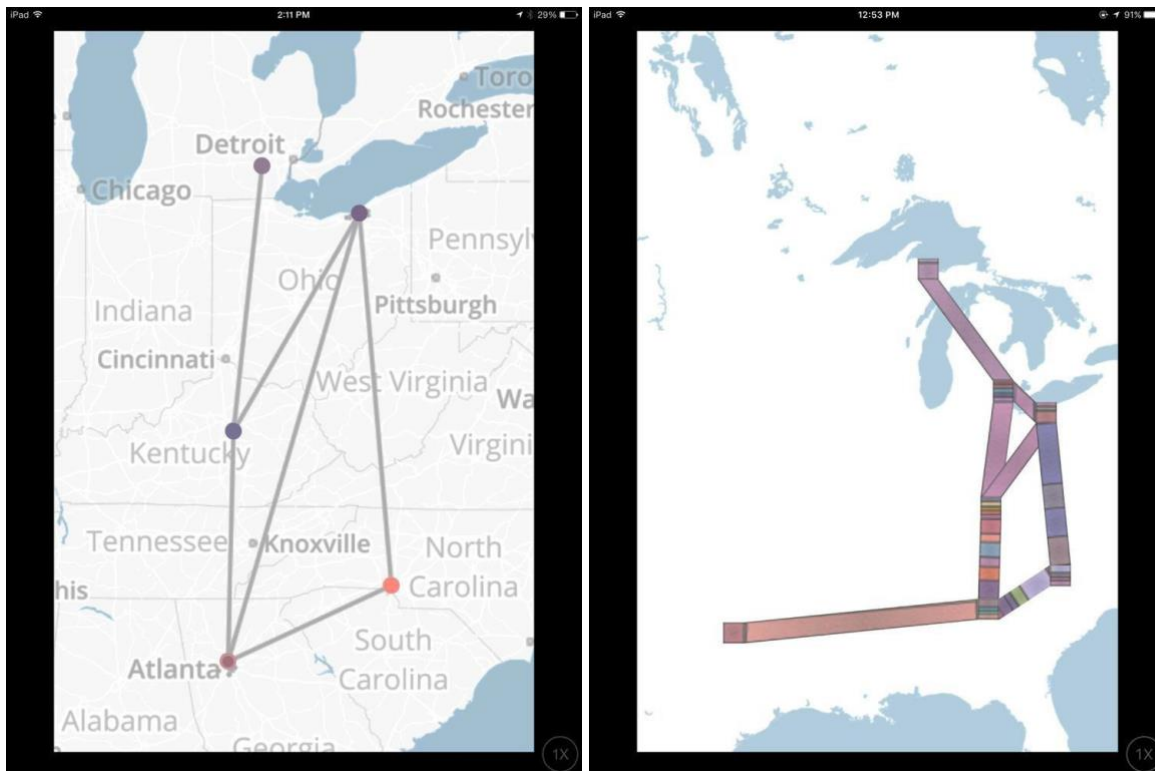 iPad 2:11 PM 29%
Toro
Rochester
Detroit
Chicago
Pennsylv
Ohio
Indiana
Pittsburgh
Cincinnati
West Virginia
Wa
Kentucky
Virgini
Tennessee
Knoxville
North
Carolina
his
South
Carolina
Atlanta
Alabama
Georgia
1X
iPad 12:53 PM 91%
1X